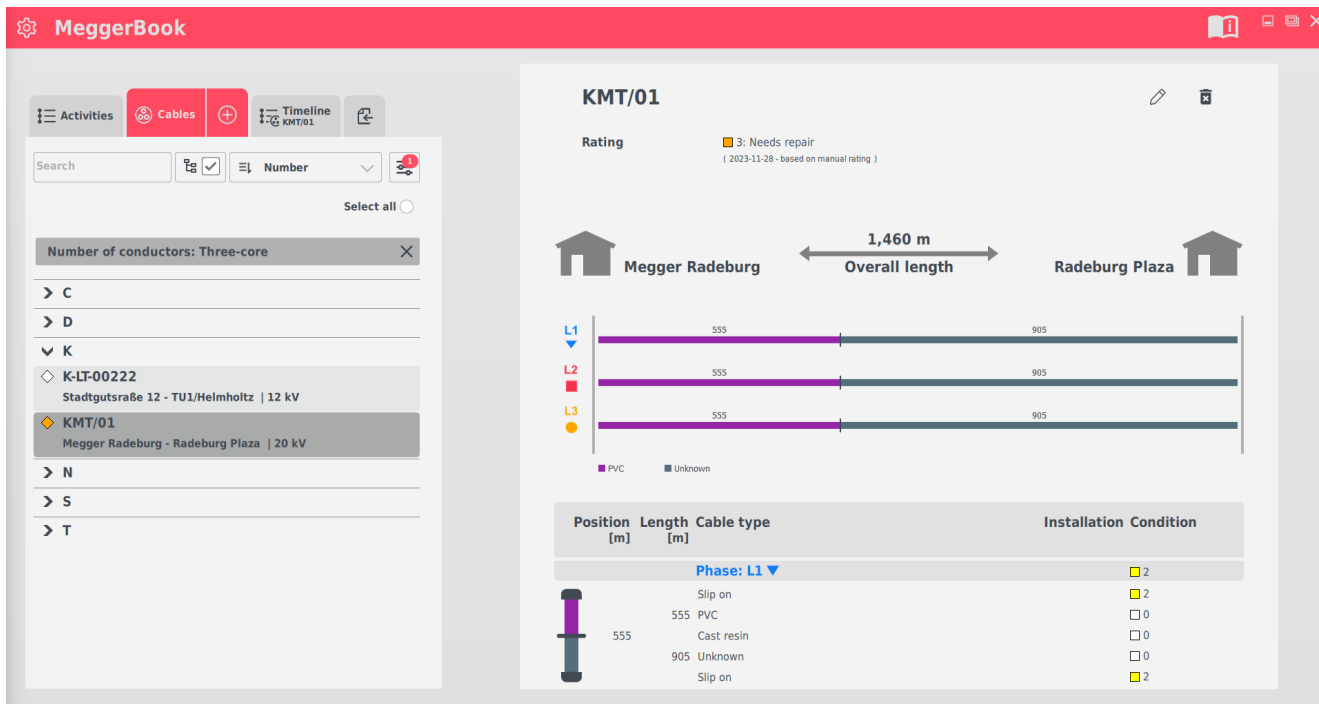 MeggerBook
Activities
Cables
Timeline
KMT/01
Search
Number
1
Select all
Number of conductors: Three-core
C
D
K
K-LT-00222
Stadtgutsraße 12 - TU1/Helmholtz | 12 kV
KMT/01
Megger Radeburg - Radeburg Plaza | 20 kV
N
S
T
KMT/01
Rating
3: Needs repair
( 2023-11-28 - based on manual rating )
Megger Radeburg
1,460 m
Overall length
Radeburg Plaza
L1 555 905
L2 555 905
L3 555 905
PVC Unknown
Position Length Cable type Installation Condition
[m] [m]
Phase: L1 2
Slip on 2
555 PVC 0
555 Cast resin 0
905 Unknown 0
Slip on 2